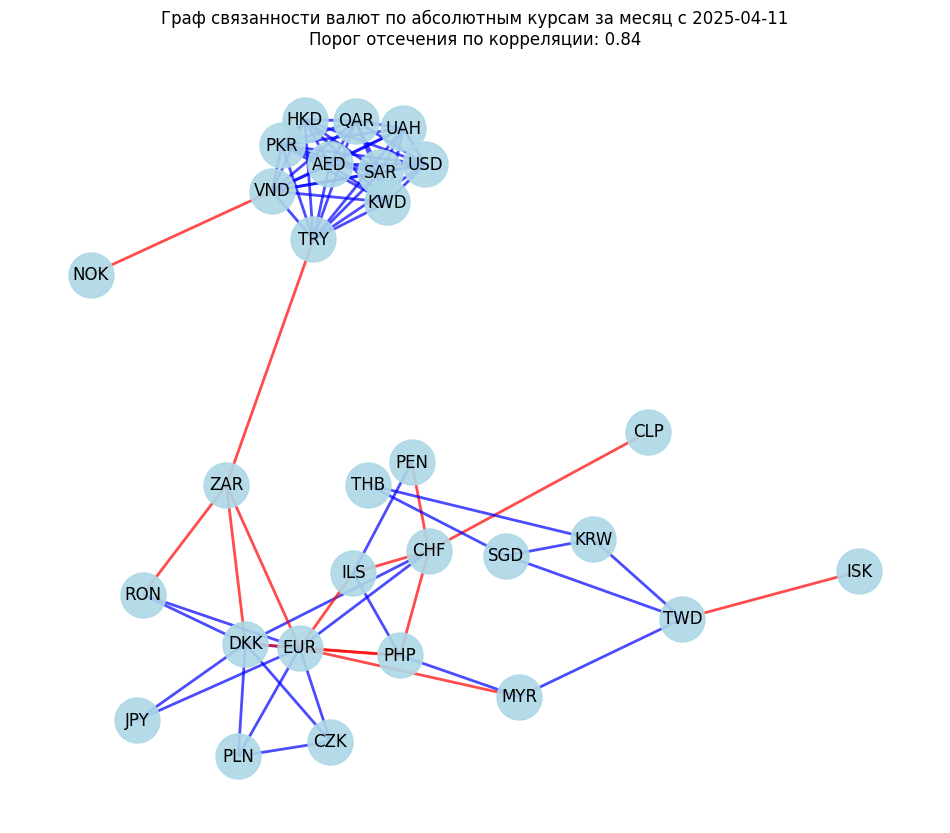 Граф связанности валют по абсолютным курсам за месяц с 2025-04-11
Порог отсечения по корреляции: 0.84
HKD
QAR
UAH
PKR
AED
SAR
USD
VND
KWD
TRY
NOK
CLP
PEN
ZAR
THB
KRW
CHF
SGD
ILS
ISK
RON
TWD
DKK
EUR
PHP
MYR
JPY
CZK
PLN